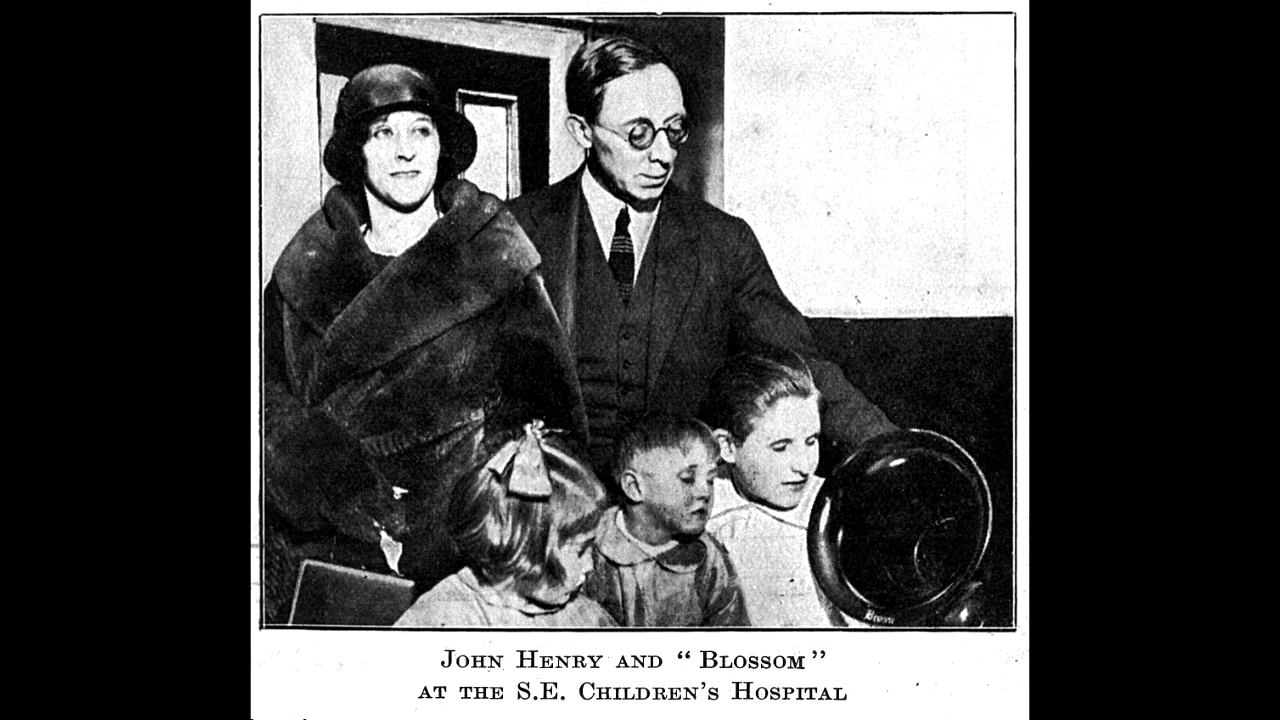 John Henry and “Blossom”
at the S.E. Children’s Hospital